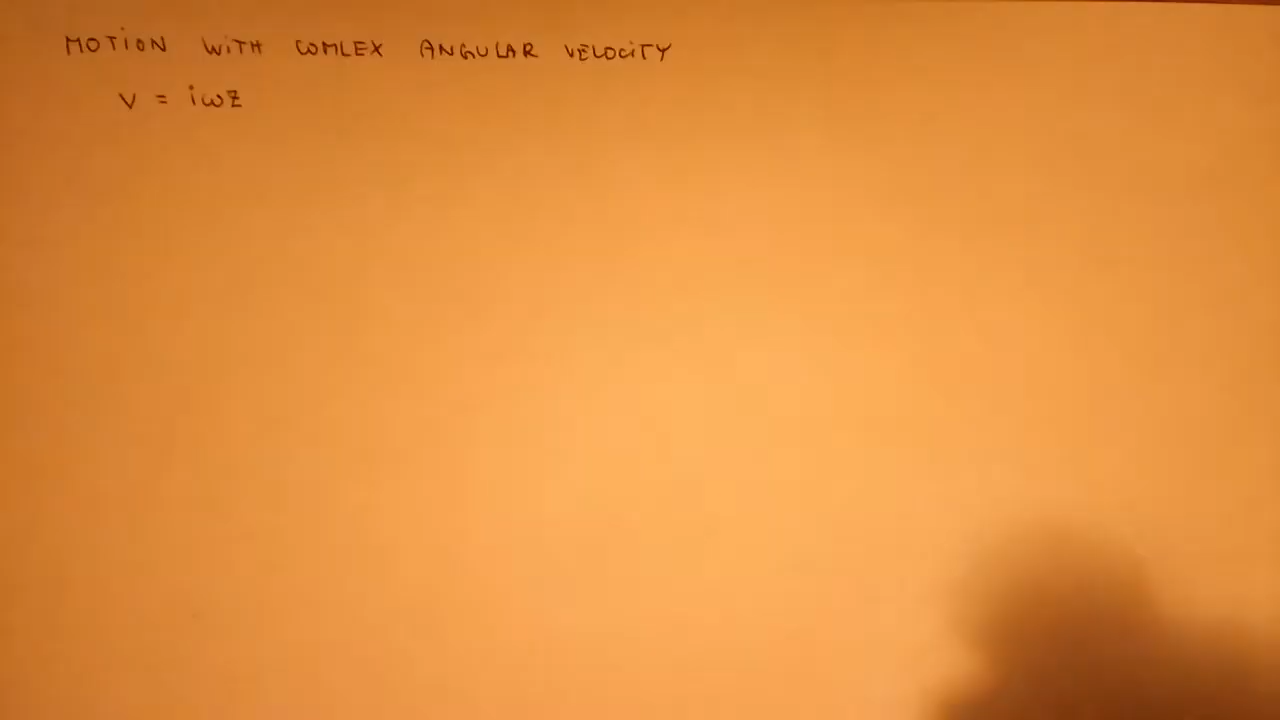 MOTION WITH COMLEX ANGULAR VELOCITY
V = iωz